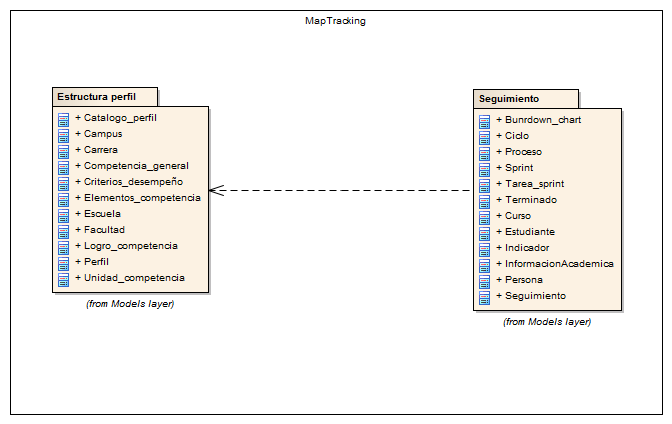 MapTracking
Estructura perfil
+ Catalogo_perfil
+ Campus
+ Carrera
+ Competencia_general
+ Criterios_desempeño
+ Elementos_competencia
+ Escuela
+ Facultad
+ Logro_competencia
+ Perfil
+ Unidad_competencia
(from Models layer)
Seguimiento
+ Bunrdown_chart
+ Ciclo
+ Proceso
+ Sprint
+ Tarea_sprint
+ Terminado
+ Curso
+ Estudiante
+ Indicador
+ InformacionAcademica
+ Persona
+ Seguimiento
(from Models layer)